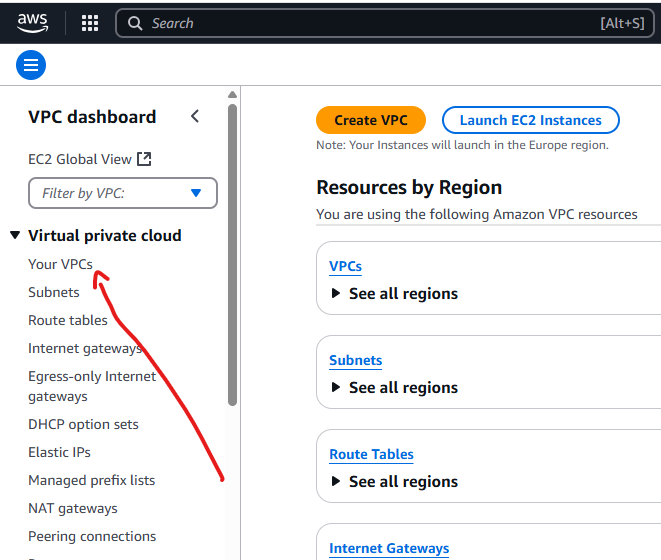 aws
Search [Alt+S]
VPC dashboard
EC2 Global View
Filter by VPC:
Virtual private cloud
Your VPCs
Subnets
Route tables
Internet gateways
Egress-only Internet
gateways
DHCP option sets
Elastic IPs
Managed prefix lists
NAT gateways
Peering connections
Create VPC
Launch EC2 Instances
Note: Your Instances will launch in the Europe region.
Resources by Region
You are using the following Amazon VPC resources
VPCs
See all regions
Subnets
See all regions
Route Tables
See all regions
Internet Gateways